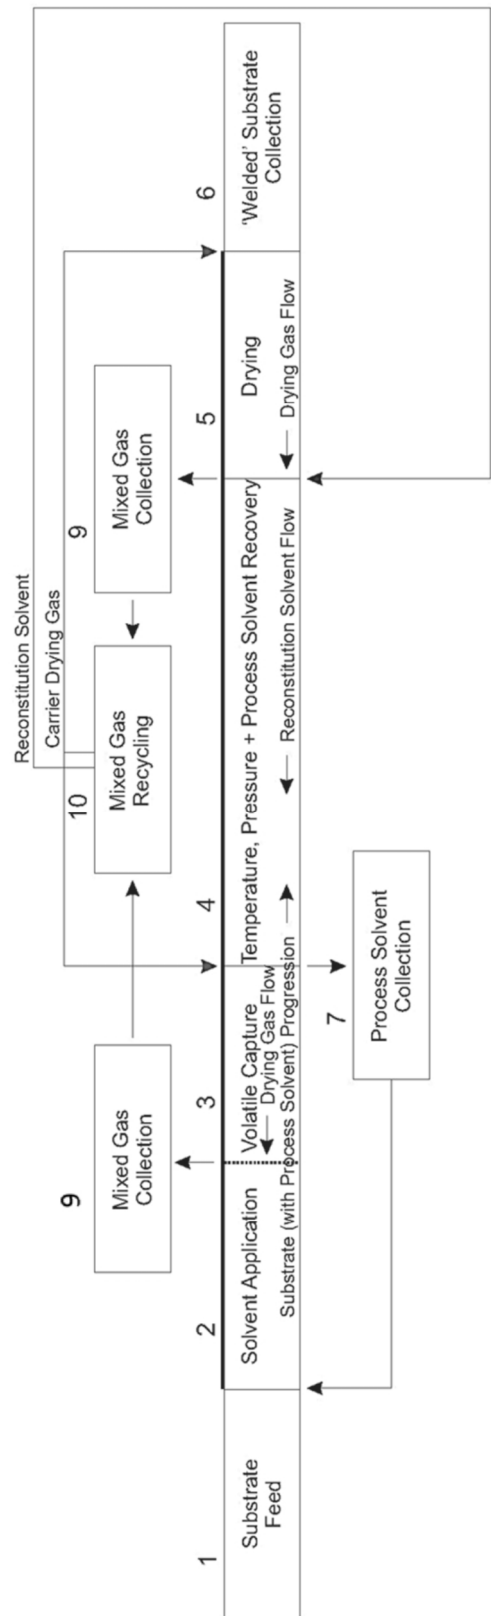 Reconstitution Solvent
Carrier Drying Gas
9
Mixed Gas
Collection
10
Mixed Gas
Recycling
9
Mixed Gas
Collection
1
Substrate
Feed
2
Solvent Application
3
Volatile Capture
Drying Gas Flow
Substrate (with Process Solvent) Progression
4
Temperature, Pressure + Process Solvent Recovery
Reconstitution Solvent Flow
5
Drying
Drying Gas Flow
6
'Welded' Substrate
Collection
7
Process Solvent
Collection